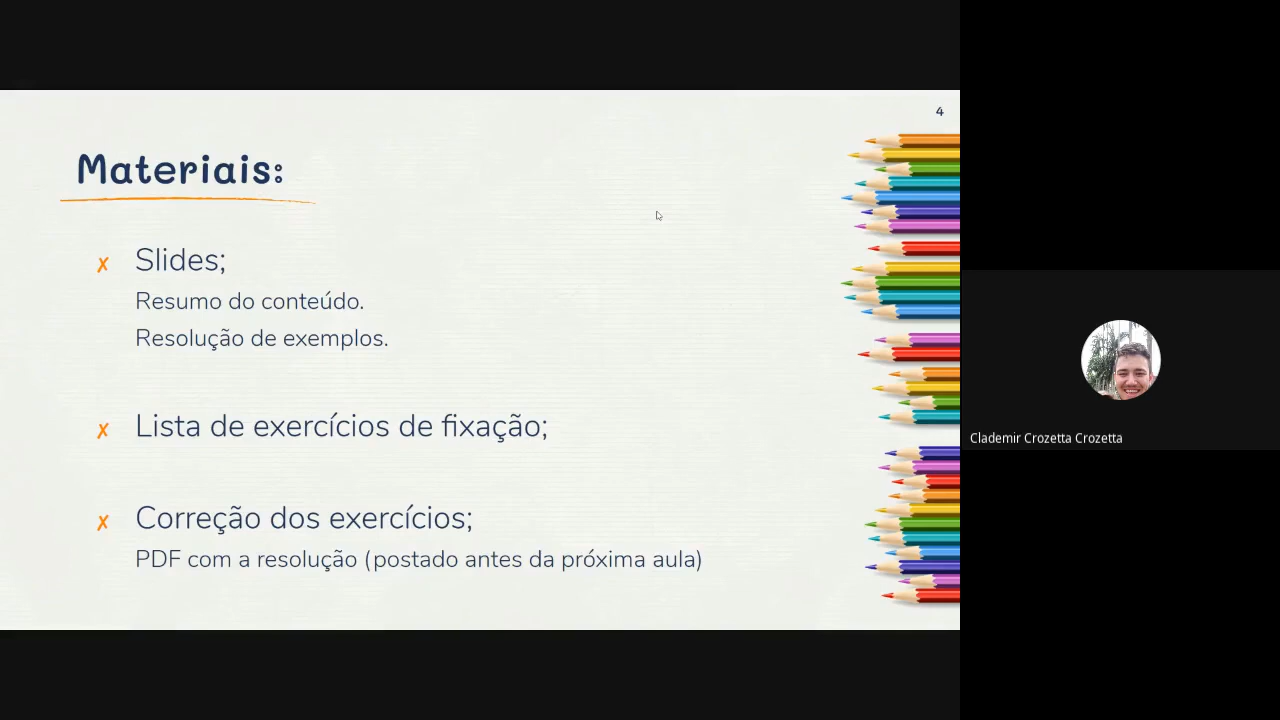 4
Materiais:
✗ Slides;
Resumo do conteúdo.
Resolução de exemplos.
✗ Lista de exercícios de fixação;
✗ Correção dos exercícios;
PDF com a resolução (postado antes da próxima aula)
Clademir Crozetta Crozetta